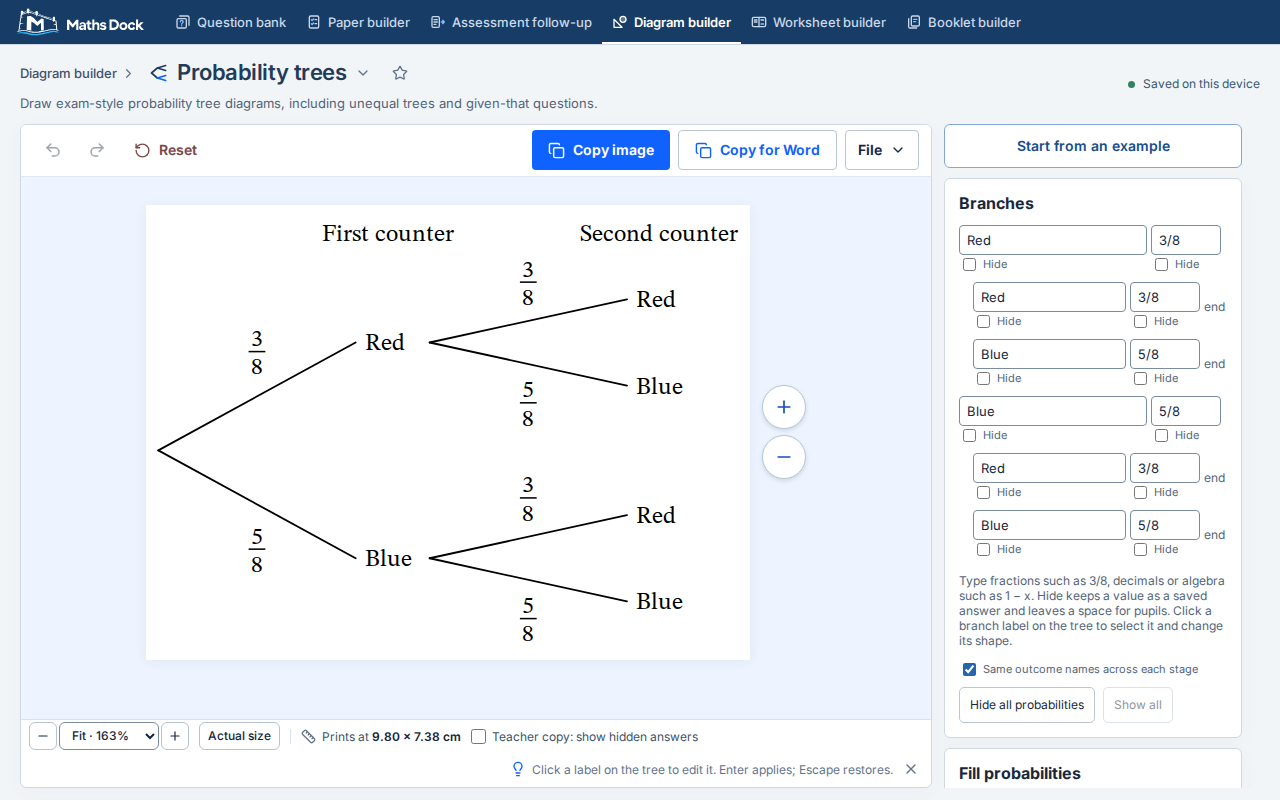 Maths Dock
Question bank
Paper builder
Assessment follow-up
Diagram builder
Worksheet builder
Booklet builder
Diagram builder
Probability trees
Saved on this device
Draw exam-style probability tree diagrams, including unequal trees and given-that questions.
Reset
Copy image
Copy for Word
File
First counter
Second counter
3
8
Red
3
8
Red
5
8
Blue
5
8
Blue
3
8
Red
5
8
Blue
+
−
− Fit · 163% +
Actual size
Prints at 9.80 × 7.38 cm
Teacher copy: show hidden answers
Click a label on the tree to edit it. Enter applies; Escape restores.
Start from an example
Branches
Red 3/8
Hide Hide
Red 3/8 end
Hide Hide
Blue 5/8 end
Hide Hide
Blue 5/8
Hide Hide
Red 3/8 end
Hide Hide
Blue 5/8 end
Hide Hide
Type fractions such as 3/8, decimals or algebra
such as 1 − x. Hide keeps a value as a saved
answer and leaves a space for pupils. Click a
branch label on the tree to select it and change
its shape.
Same outcome names across each stage
Hide all probabilities
Show all
Fill probabilities